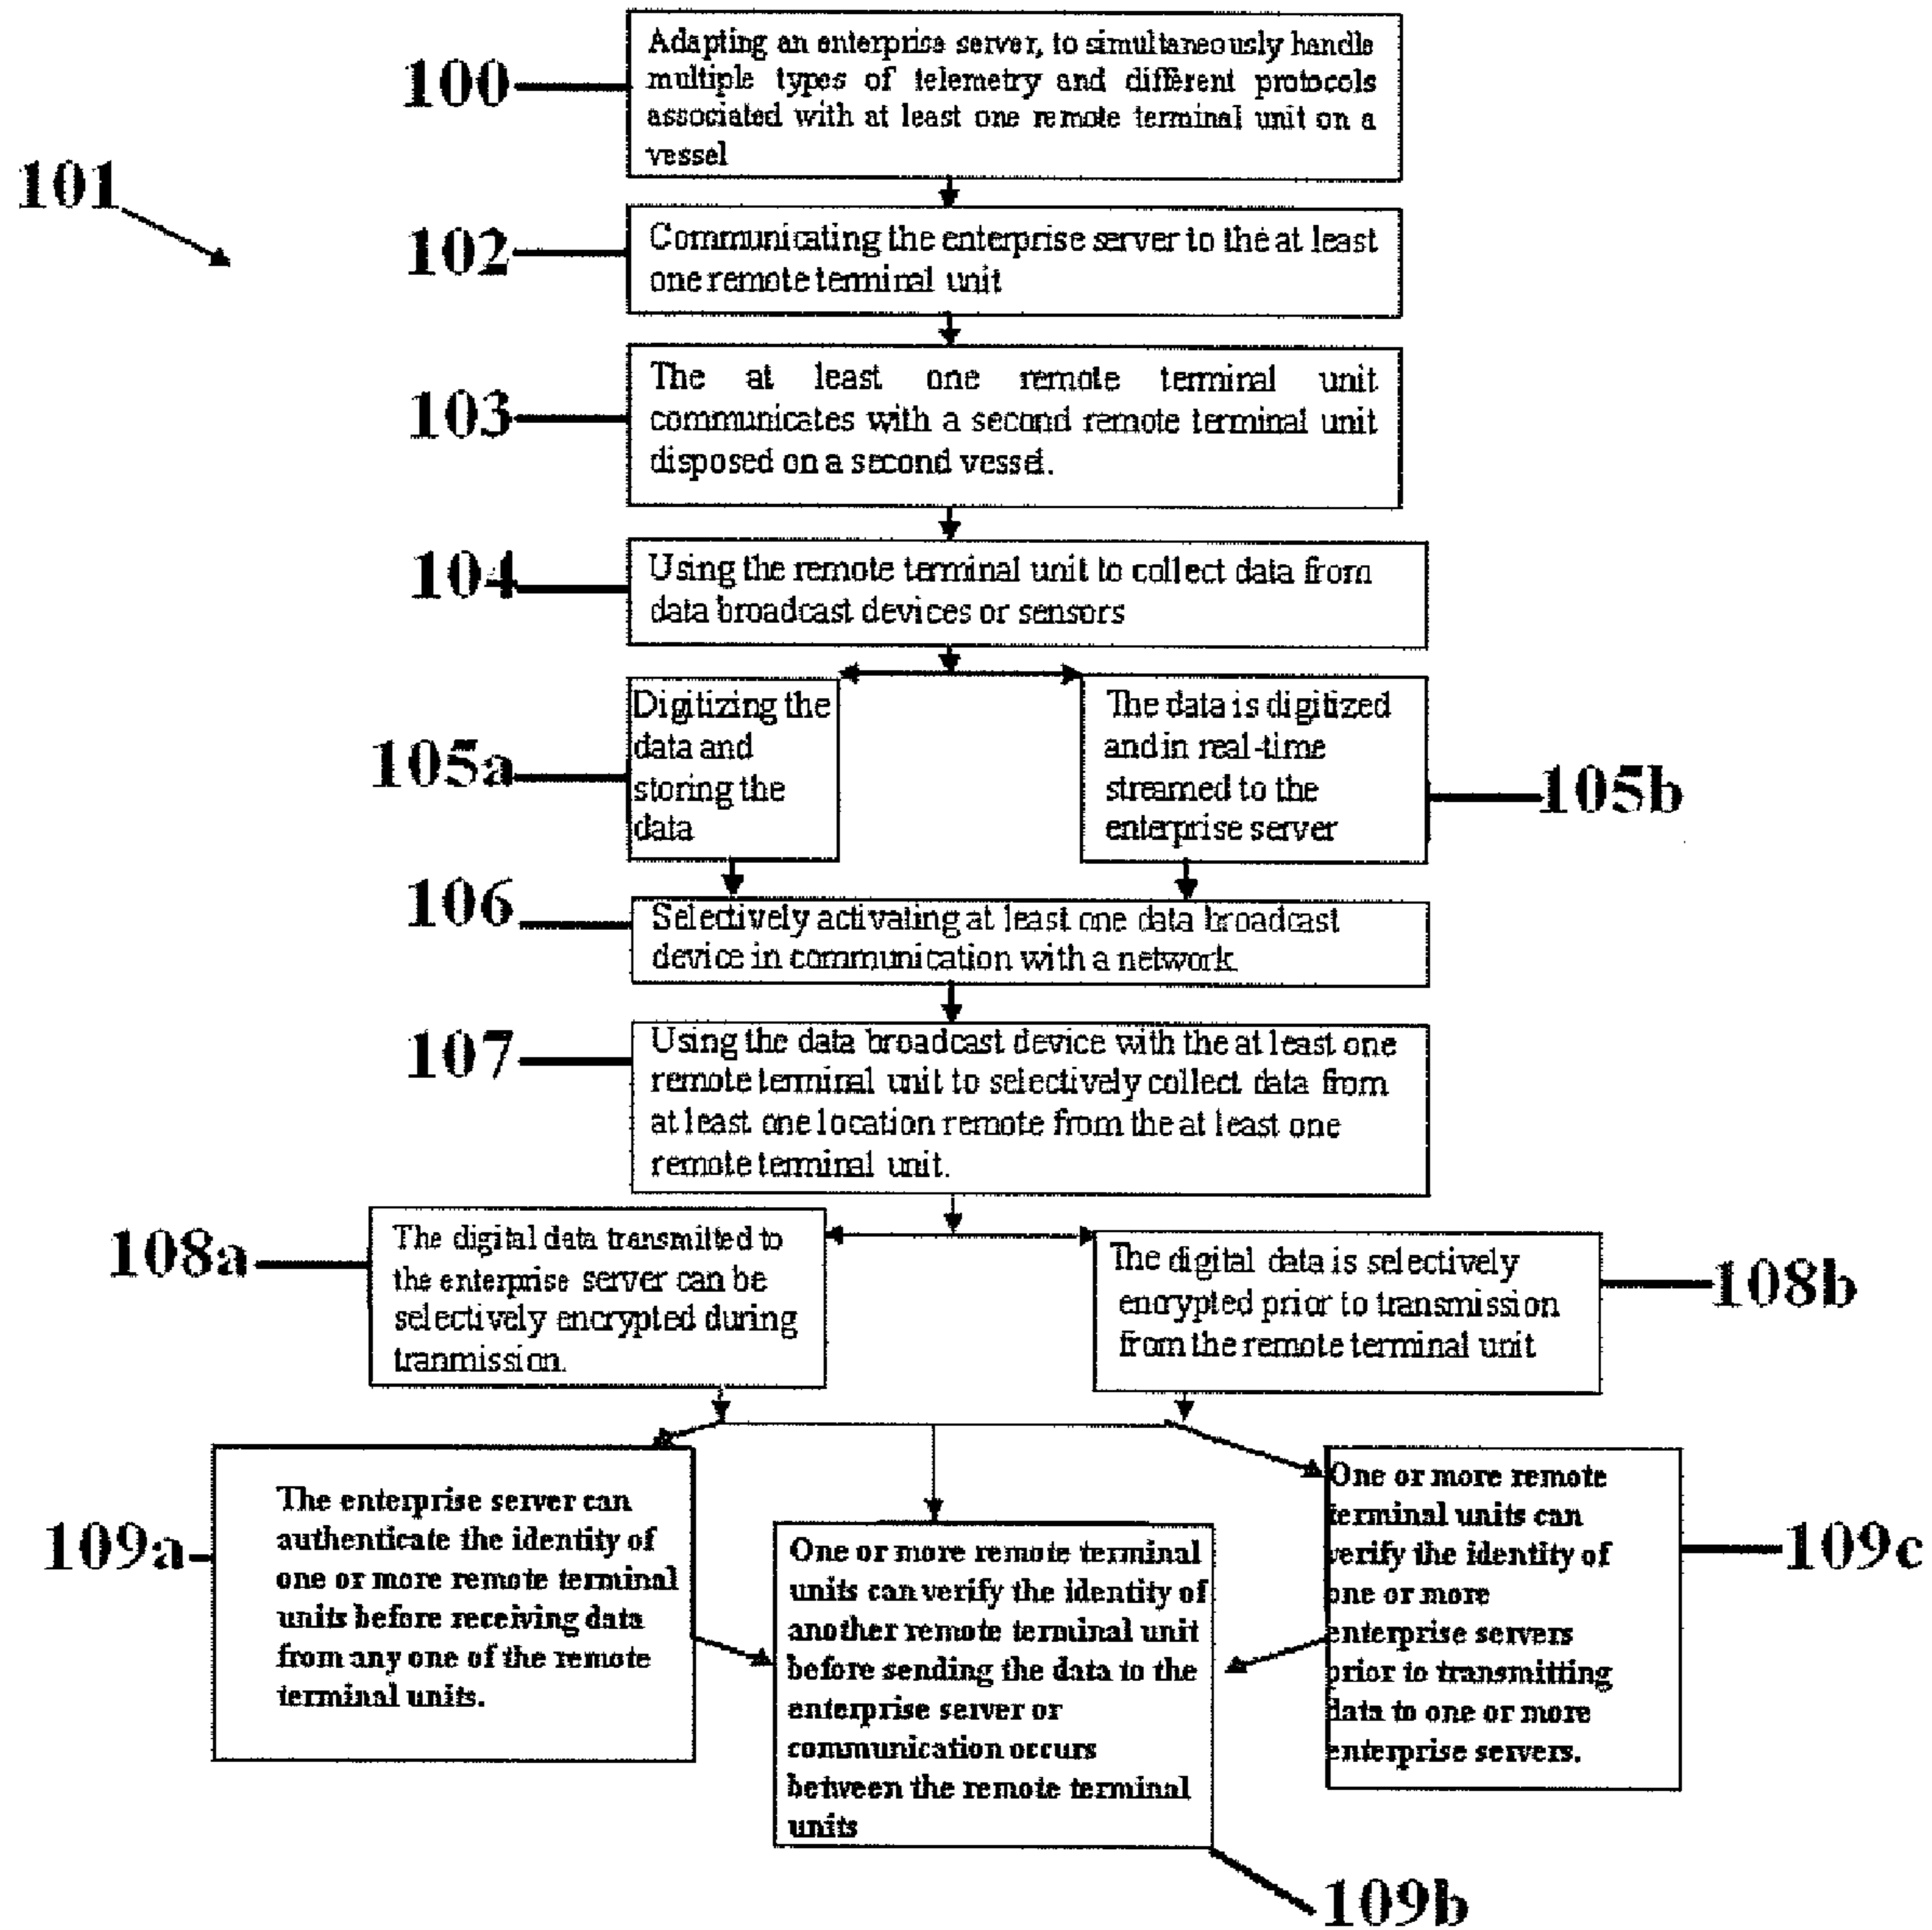 Adapting an enterprise server, to simultaneously handle
multiple types of telemetry and different protocols
associated with at least one remote terminal unit on a
vessel
100
101
Communicating the enterprise server to the at least
one remote terminal unit
102
The at least one remote terminal unit
communicates with a second remote terminal unit
disposed on a second vessel.
103
Using the remote terminal unit to collect data from
data broadcast devices or sensors
104
Digitizing the
data and
storing the
data
105a
The data is digitized
and in real-time
streamed to the
enterprise server
105b
Selectively activating at least one data broadcast
device in communication with a network.
106
Using the data broadcast device with the at least one
remote terminal unit to selectively collect data from
at least one location remote from the at least one
remote terminal unit.
107
The digital data transmitted to
the enterprise server can be
selectively encrypted during
tranmission.
108a
The digital data is selectively
encrypted prior to transmission
from the remote terminal unit
108b
The enterprise server can
authenticate the identity of
one or more remote terminal
units before receiving data
from any one of the remote
terminal units.
109a
One or more remote terminal
units can verify the identity of
another remote terminal unit
before sending the data to the
enterprise server or
communication occurs
between the remote terminal
units
109b
One or more remote
terminal units can
verify the identity of
one or more
enterprise servers
prior to transmitting
data to one or more
enterprise servers.
109c